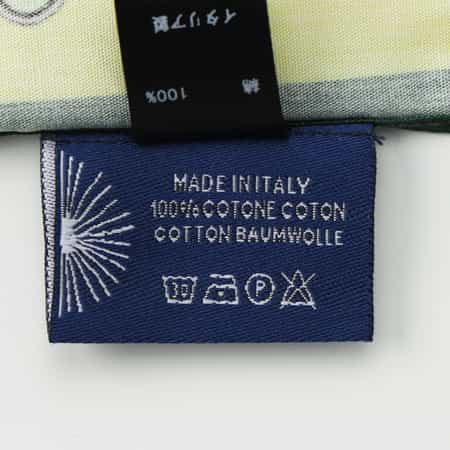 イタリア製
綿 100%
MADE IN ITALY
100% COTONE COTON
COTTON BAUMWOLLE
30 P